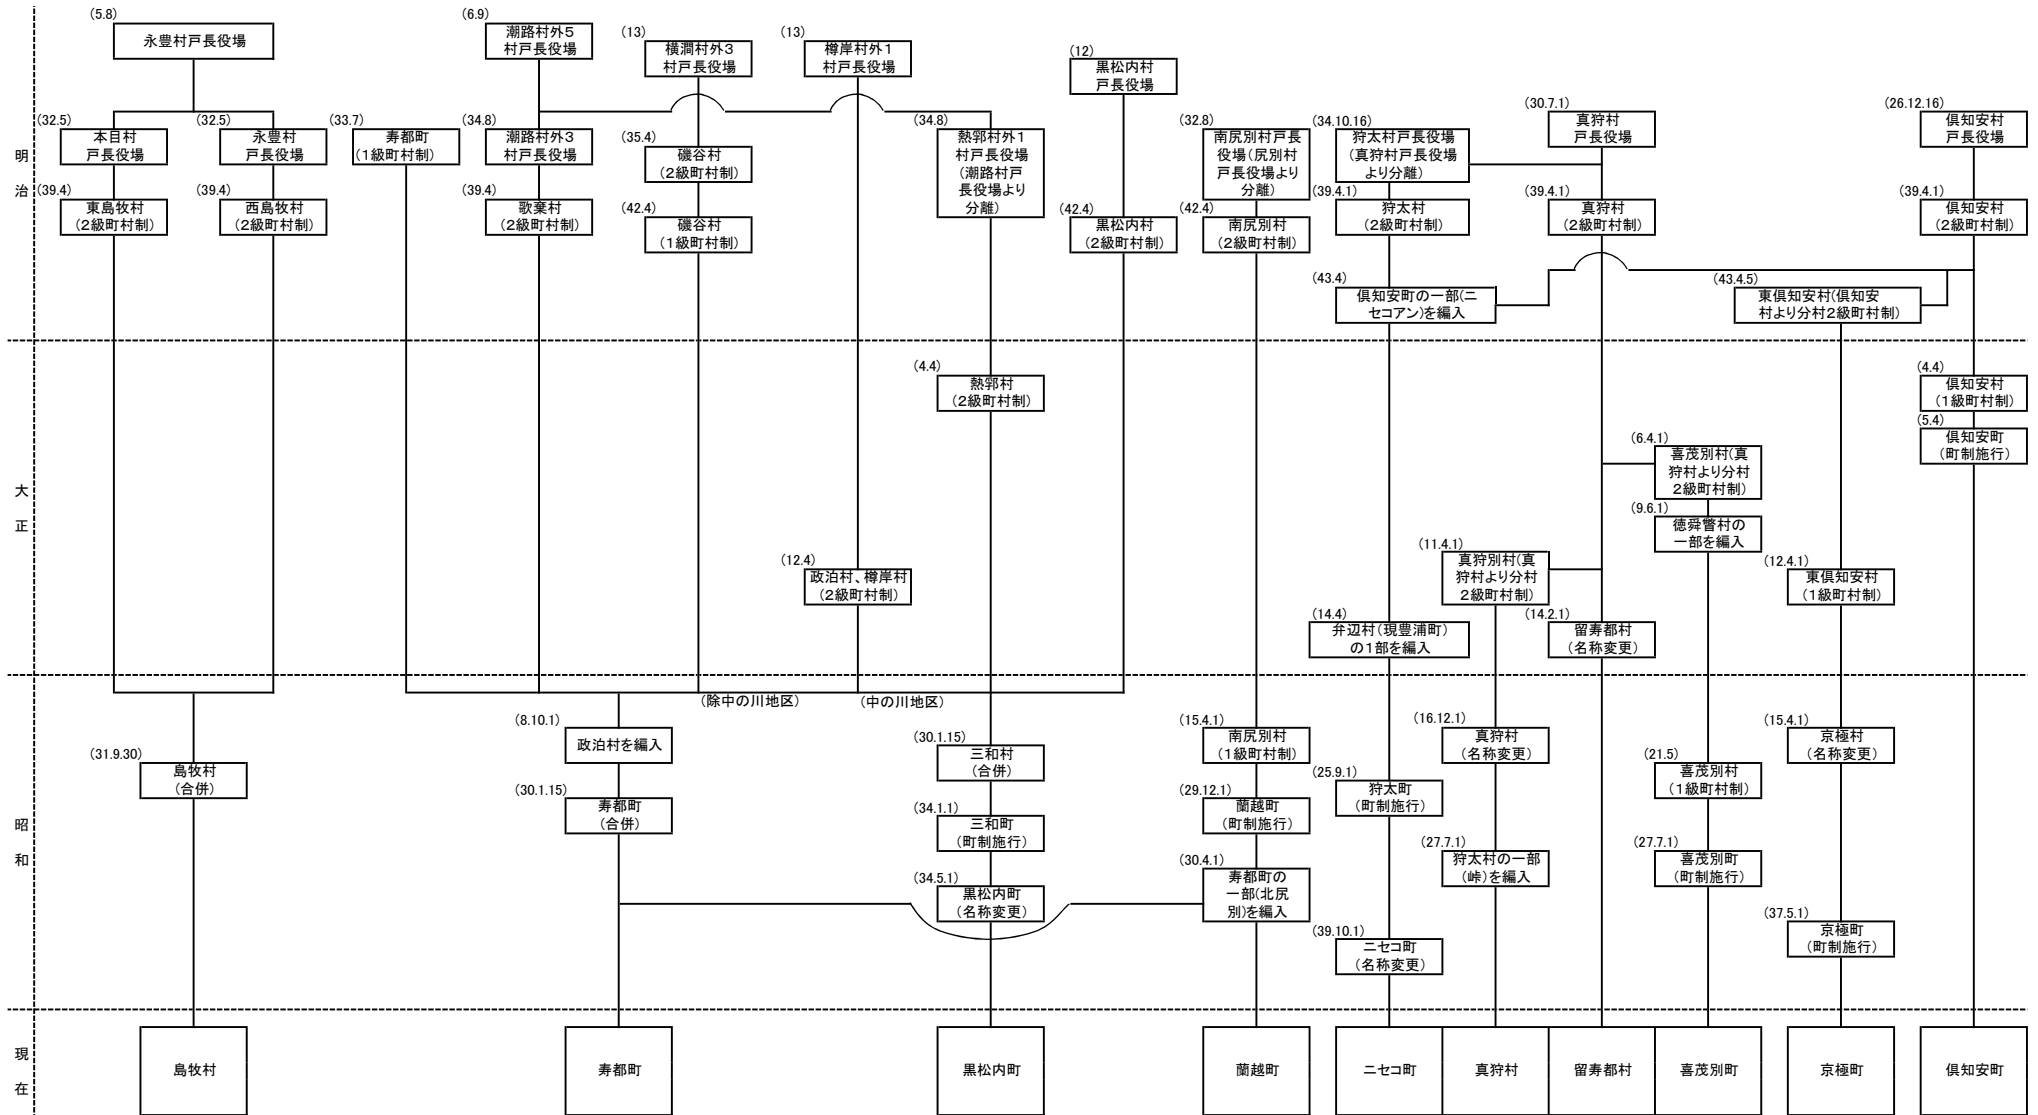 明
治
(5.8)
永豊村戸長役場
(6.9)
潮路村外5
村戸長役場
(13)
横澗村外3
村戸長役場
(13)
樽岸村外1
村戸長役場
(12)
黒松内村
戸長役場
(32.5)
本目村
戸長役場
(32.5)
永豊村
戸長役場
(33.7)
寿都町
(1級町村制)
(34.8)
潮路村外3
村戸長役場
(35.4)
磯谷村
(2級町村制)
(34.8)
熱郛村外1
村戸長役場
(潮路村戸
長役場より
分離)
(32.8)
南尻別村戸長
役場(尻別村
戸長役場より
分離)
(34.10.16)
狩太村戸長役場
(真狩村戸長役場
より分離)
(30.7.1)
真狩村
戸長役場
(26.12.16)
倶知安村
戸長役場
(39.4)
東島牧村
(2級町村制)
(39.4)
西島牧村
(2級町村制)
(39.4)
歌棄村
(2級町村制)
(42.4)
磯谷村
(1級町村制)
(42.4)
黒松内村
(2級町村制)
(42.4)
南尻別村
(2級町村制)
(39.4.1)
狩太村
(2級町村制)
(39.4.1)
真狩村
(2級町村制)
(39.4.1)
倶知安村
(2級町村制)
(43.4)
倶知安町の一部(ニ
セコアン)を編入
(43.4.5)
東倶知安村(倶知安
村より分村2級町村制)
大
正
(4.4)
熱郛村
(2級町村制)
(4.4)
倶知安村
(1級町村制)
(5.4)
倶知安町
(町制施行)
(6.4.1)
喜茂別村(真
狩村より分村
2級町村制)
(9.6.1)
徳舜瞥村の
一部を編入
(12.4)
政泊村、樽岸村
(2級町村制)
(11.4.1)
真狩別村(真
狩村より分村
2級町村制)
(12.4.1)
東倶知安村
(1級町村制)
(14.4)
弁辺村(現豊浦町)
の1部を編入
(14.2.1)
留寿都村
(名称変更)
昭
和
(除中の川地区)
(中の川地区)
(8.10.1)
政泊村を編入
(15.4.1)
南尻別村
(1級町村制)
(16.12.1)
真狩村
(名称変更)
(15.4.1)
京極村
(名称変更)
(31.9.30)
島牧村
(合併)
(30.1.15)
三和村
(合併)
(21.5)
喜茂別村
(1級町村制)
(30.1.15)
寿都町
(合併)
(34.1.1)
三和町
(町制施行)
(29.12.1)
蘭越町
(町制施行)
(25.9.1)
狩太町
(町制施行)
(27.7.1)
狩太村の一部
(峠)を編入
(27.7.1)
喜茂別町
(町制施行)
(34.5.1)
黒松内町
(名称変更)
(30.4.1)
寿都町の
一部(北尻
別)を編入
(37.5.1)
京極町
(町制施行)
(39.10.1)
ニセコ町
(名称変更)
現
在
島牧村
寿都町
黒松内町
蘭越町
ニセコ町
真狩村
留寿都村
喜茂別町
京極町
倶知安町